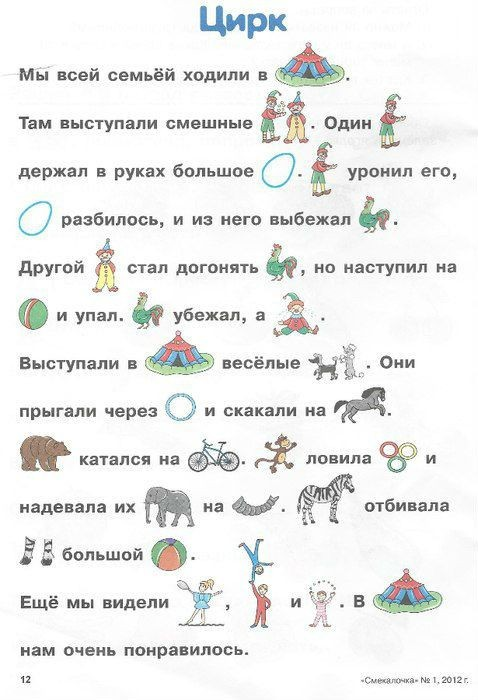 Цирк
Мы всей семьёй ходили в .
Там выступали смешные . Один
держал в руках большое . уронил его,
разбилось, и из него выбежал .
Другой стал догонять , но наступил на
и упал. убежал, а .
Выступали в весёлые . Они
прыгали через и скакали на .
катался на . ловила и
надевала их на . отбивала
большой .
Ещё мы видели , и . В
нам очень понравилось.
12 «Смекалочка» № 1, 2012 г.